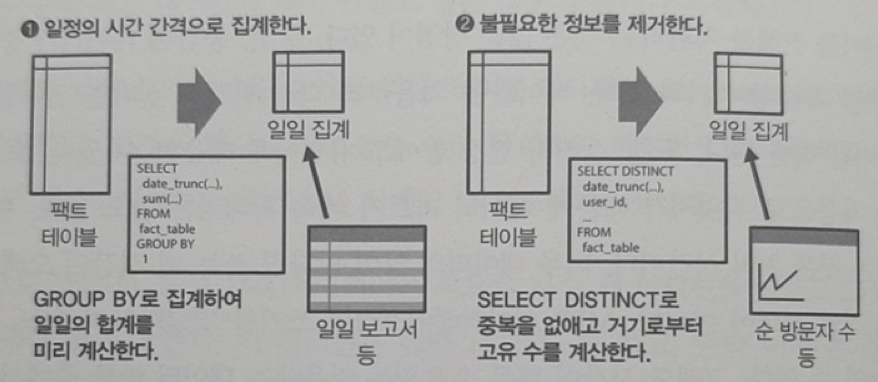 ❶ 일정의 시간 간격으로 집계한다.
일일 집계
팩트
테이블
SELECT
date_trunc(...),
sum(...)
FROM
fact_table
GROUP BY
1
일일 보고서
등
GROUP BY로 집계하여
일일의 합계를
미리 계산한다.
❷ 불필요한 정보를 제거한다.
일일 집계
팩트
테이블
SELECT DISTINCT
date_trunc(...),
user_id,
...
FROM
fact_table
순 방문자 수
등
SELECT DISTINCT로
중복을 없애고 거기로부터
고유 수를 계산한다.